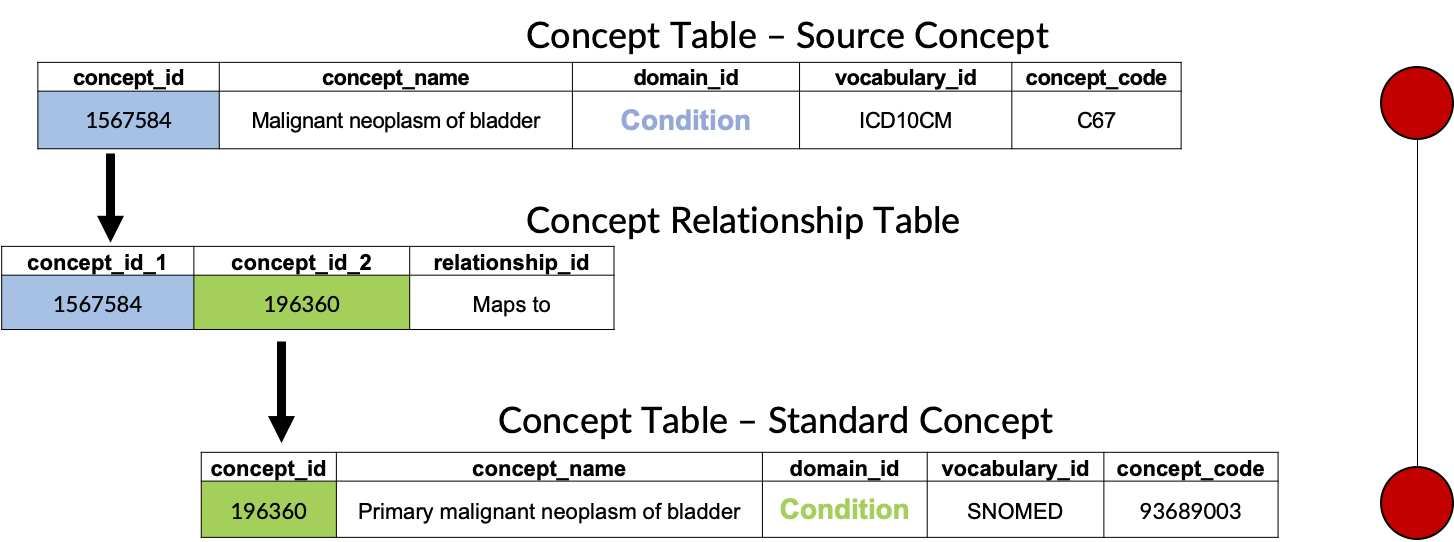 Concept Table – Source Concept
concept_id concept_name domain_id vocabulary_id concept_code
1567584 Malignant neoplasm of bladder Condition ICD10CM C67
Concept Relationship Table
concept_id_1 concept_id_2 relationship_id
1567584 196360 Maps to
Concept Table – Standard Concept
concept_id concept_name domain_id vocabulary_id concept_code
196360 Primary malignant neoplasm of bladder Condition SNOMED 93689003